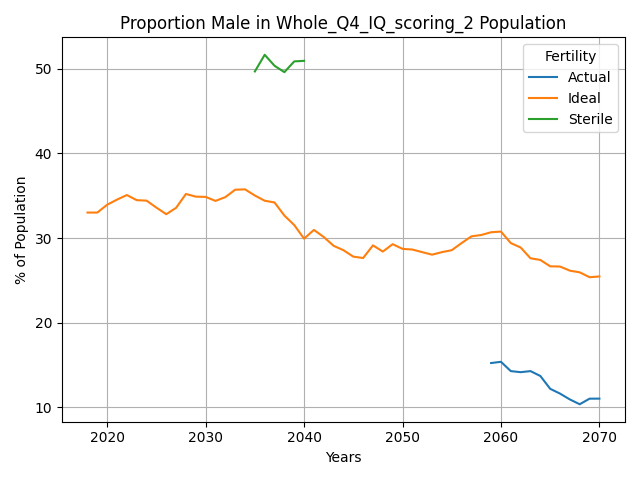 Proportion Male in Whole_Q4_IQ_scoring_2 Population
Fertility
Actual
Ideal
Sterile
% of Population
50
40
30
20
10
2020 2030 2040 2050 2060 2070
Years